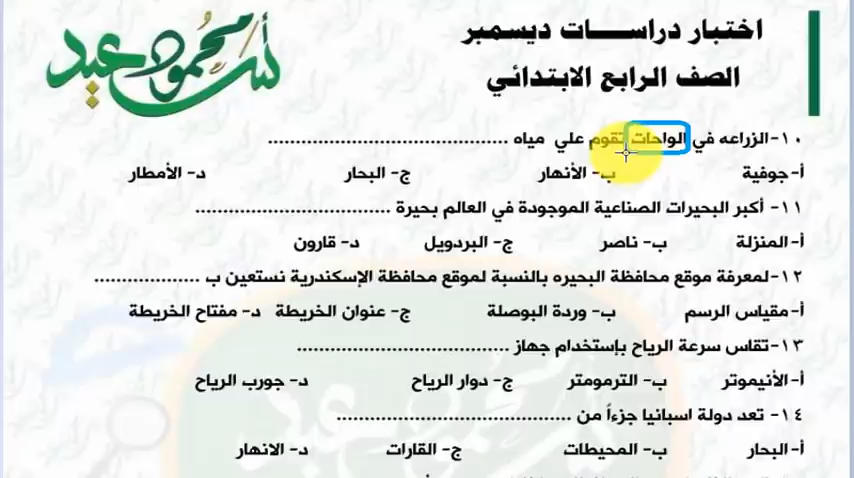 محمود عيد
اختبار دراســـات ديسمبر
الصف الرابع الابتدائي
١٠-الزراعه في الواحات تقوم علي مياه ........................................
أ-جوفية ب- الأنهار ج- البحار د- الأمطار
١١- أكبر البحيرات الصناعية الموجودة في العالم بحيرة ................................
أ-المنزلة ب- ناصر ج- البردويل د- قارون
١٢-لمعرفة موقع محافظة البحيره بالنسبة لموقع محافظة الإسكندرية نستعين ب .................
أ-مقياس الرسم ب- وردة البوصلة ج- عنوان الخريطة د- مفتاح الخريطة
١٣-تقاس سرعة الرياح بإستخدام جهاز ...................................
أ-الأنيموتر ب- الترمومتر ج- دوار الرياح د- جورب الرياح
١٤- تعد دولة اسبانيا جزءاً من .......................................
أ-البحار ب- المحيطات ج- القارات د- الانهار